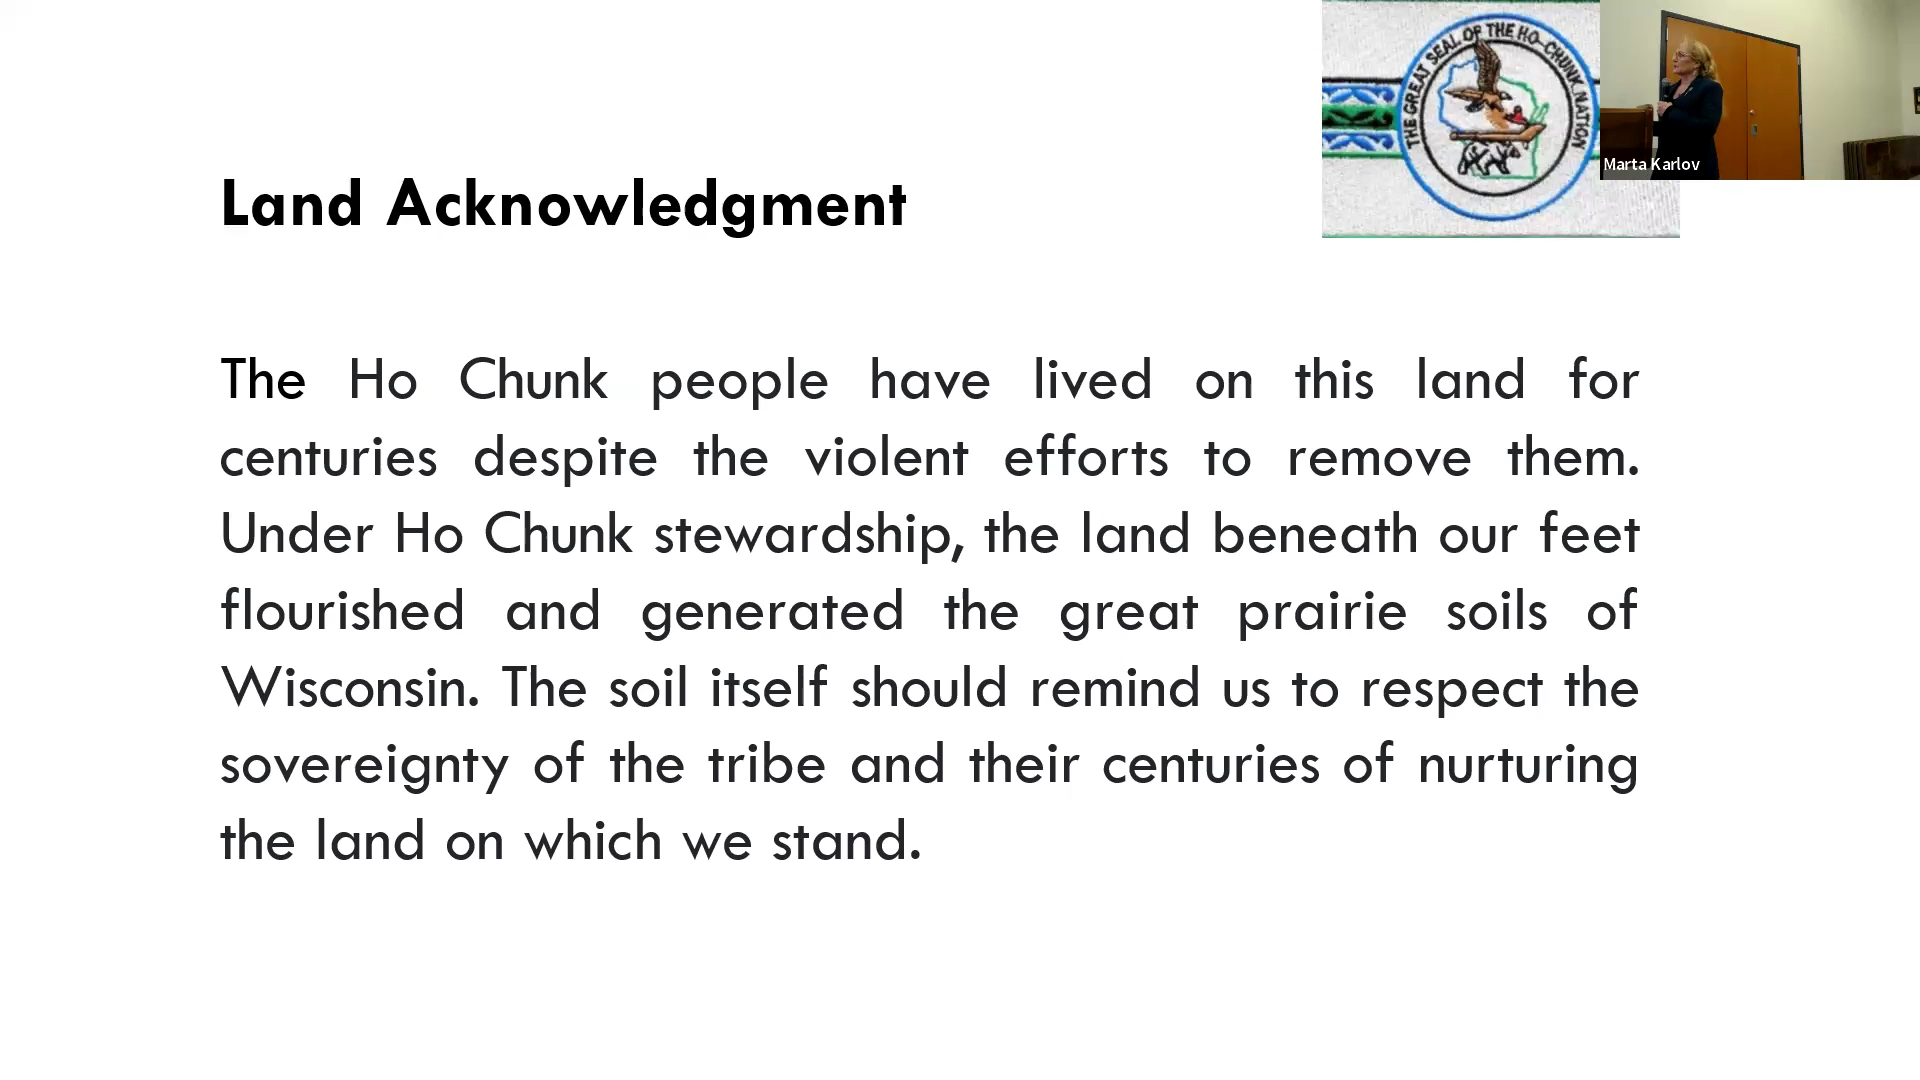 THE GREAT SEAL OF THE HO-CHUNK NATION
Marta Karlov
Land Acknowledgment
The Ho Chunk people have lived on this land for
centuries despite the violent efforts to remove them.
Under Ho Chunk stewardship, the land beneath our feet
flourished and generated the great prairie soils of
Wisconsin. The soil itself should remind us to respect the
sovereignty of the tribe and their centuries of nurturing
the land on which we stand.